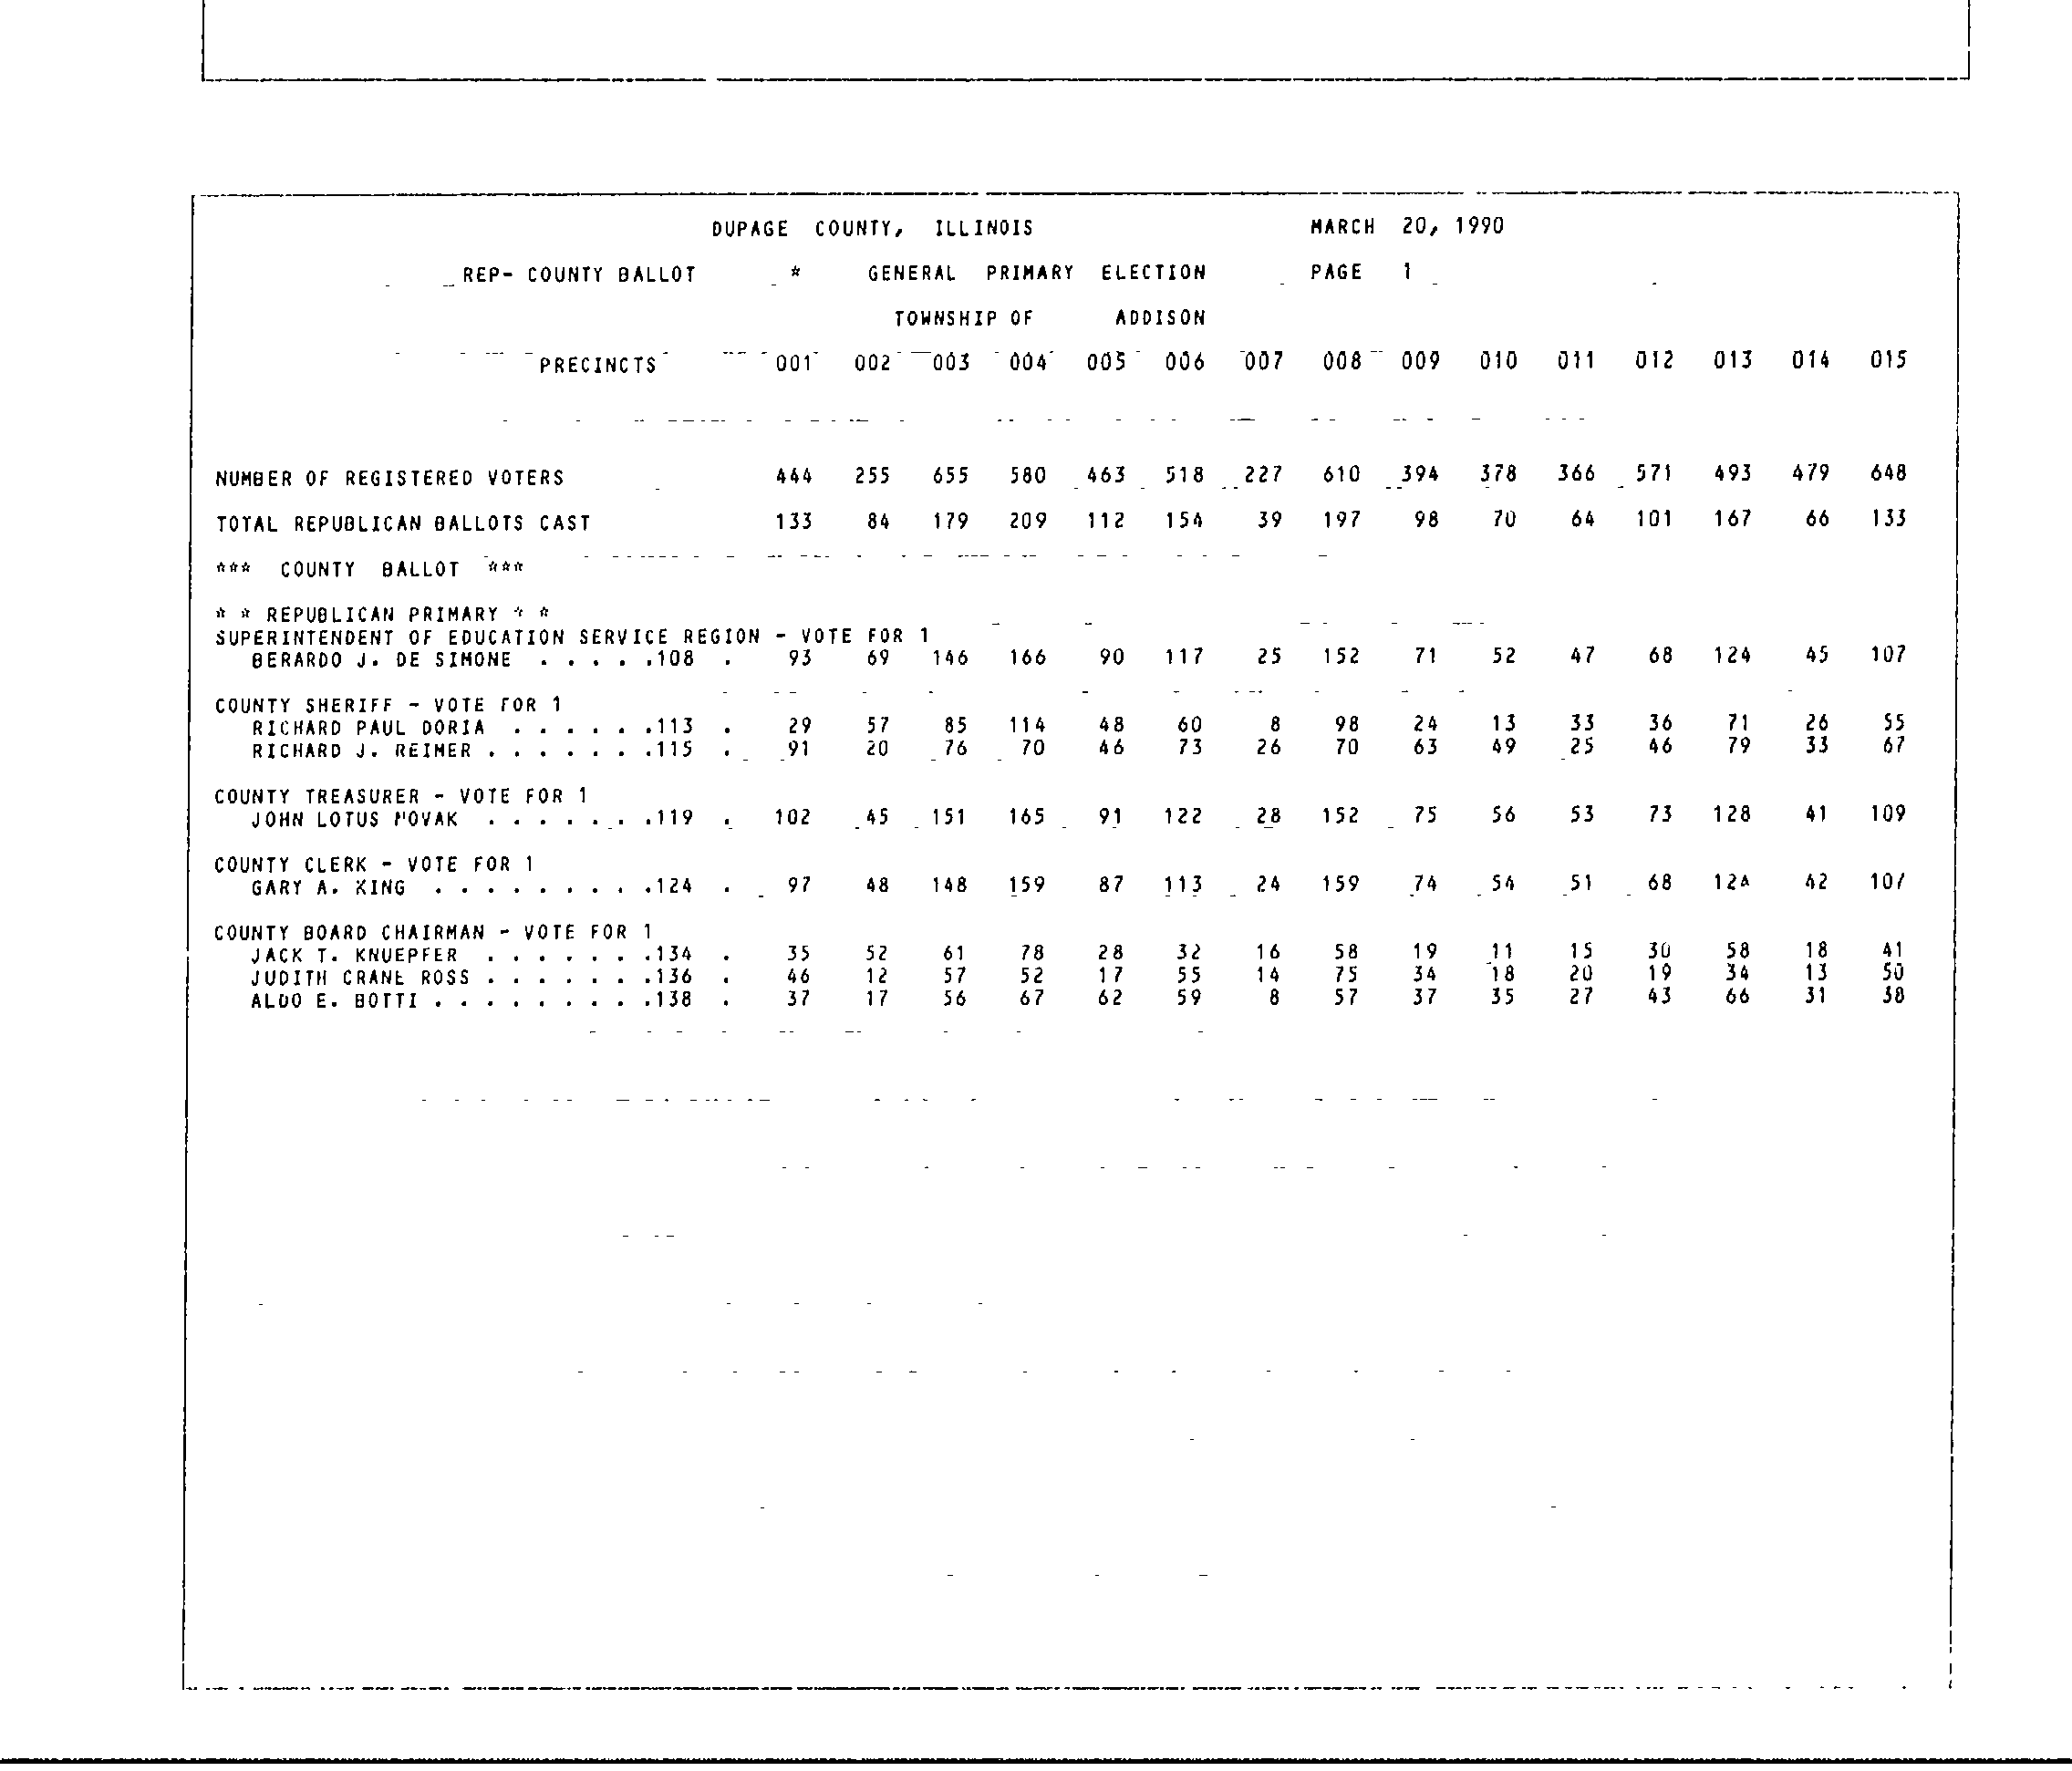 DUPAGE COUNTY, ILLINOIS MARCH 20, 1990
REP- COUNTY BALLOT * GENERAL PRIMARY ELECTION PAGE 1
TOWNSHIP OF ADDISON
PRECINCTS 001 002 003 004 005 006 007 008 009 010 011 012 013 014 015
NUMBER OF REGISTERED VOTERS 444 255 655 580 463 518 227 610 394 378 366 571 493 479 648
TOTAL REPUBLICAN BALLOTS CAST 133 84 179 209 112 154 39 197 98 70 64 101 167 66 133
*** COUNTY BALLOT ***
* * REPUBLICAN PRIMARY * *
SUPERINTENDENT OF EDUCATION SERVICE REGION - VOTE FOR 1
BERARDO J. DE SIMONE . . . . .108 . 93 69 146 166 90 117 25 152 71 52 47 68 124 45 107
COUNTY SHERIFF - VOTE FOR 1
RICHARD PAUL DORIA . . . . . .113 . 29 57 85 114 48 60 8 98 24 13 33 36 71 26 55
RICHARD J. REIMER . . . . . . .115 . 91 20 76 70 46 73 26 70 63 49 25 46 79 33 67
COUNTY TREASURER - VOTE FOR 1
JOHN LOTUS NOVAK . . . . . . .119 . 102 45 151 165 91 122 28 152 75 56 53 73 128 41 109
COUNTY CLERK - VOTE FOR 1
GARY A. KING . . . . . . . . .124 . 97 48 148 159 87 113 24 159 74 54 51 68 124 42 107
COUNTY BOARD CHAIRMAN - VOTE FOR 1
JACK T. KNUEPFER . . . . . . .134 . 35 52 61 78 28 32 16 58 19 11 15 30 58 18 41
JUDITH CRANE ROSS . . . . . . .136 . 46 12 57 52 17 55 14 75 34 18 20 19 34 13 50
ALDO E. BOTTI . . . . . . . . .138 . 37 17 56 67 62 59 8 57 37 35 27 43 66 31 38